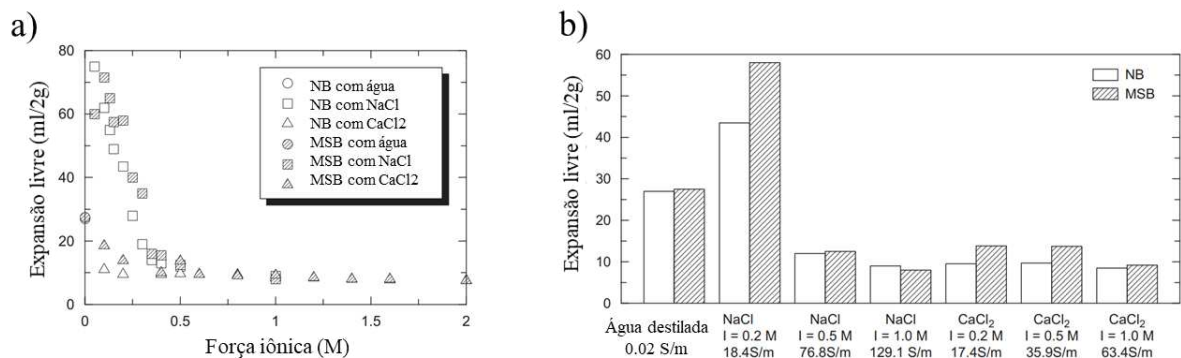 a)
Expansão livre (ml/2g)
80
60
40
20
0
0
0.5
1
1.5
2
Força iônica (M)
NB com água
NB com NaCl
NB com CaCl2
MSB com água
MSB com NaCl
MSB com CaCl2
b)
Expansão livre (ml/2g)
60
50
40
30
20
10
0
NB
MSB
Água destilada
0.02 S/m
NaCl
I = 0.2 M
18.4S/m
NaCl
I = 0.5 M
76.8S/m
NaCl
I = 1.0 M
129.1 S/m
CaCl2
I = 0.2 M
17.4S/m
CaCl2
I = 0.5 M
35.9S/m
CaCl2
I = 1.0 M
63.4S/m